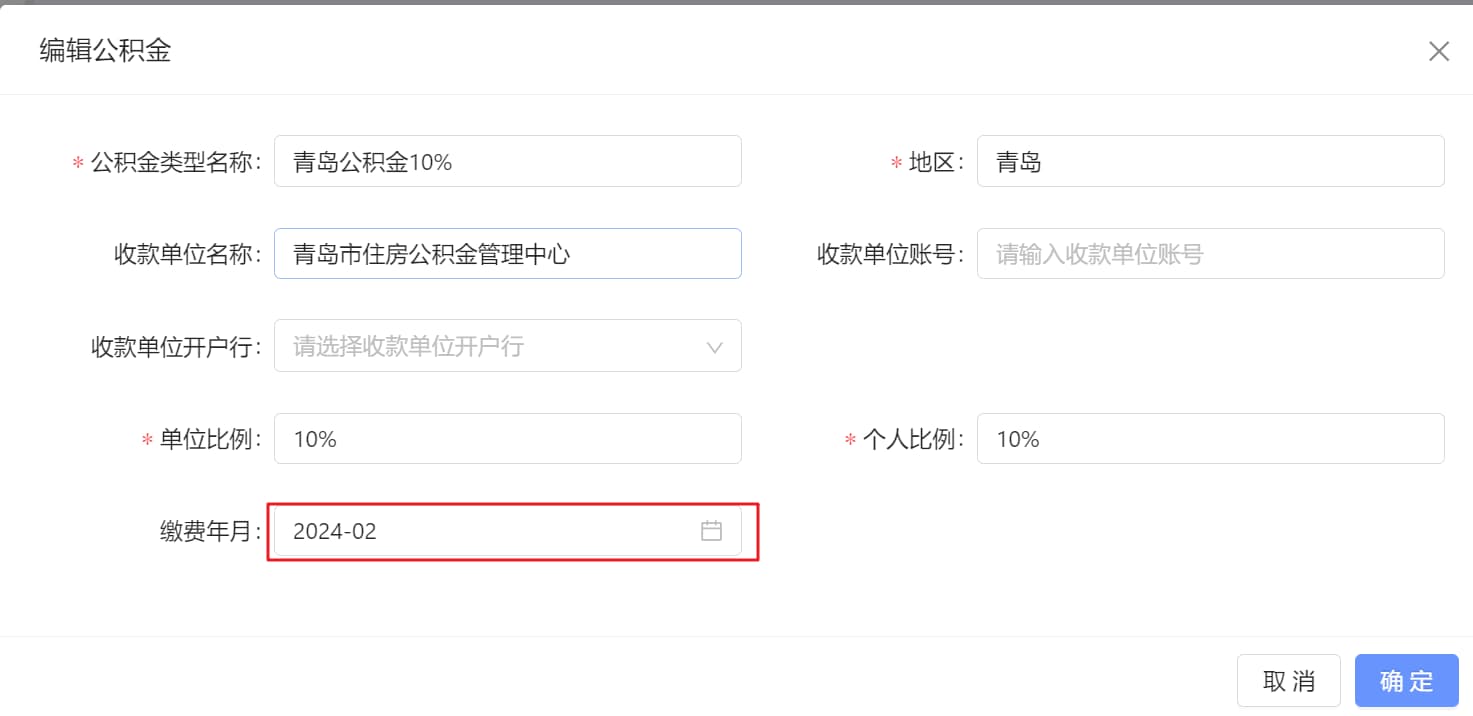 编辑公积金
* 公积金类型名称: 青岛公积金10% * 地区: 青岛
收款单位名称: 青岛市住房公积金管理中心 收款单位账号: 请输入收款单位账号
收款单位开户行: 请选择收款单位开户行
* 单位比例: 10% * 个人比例: 10%
缴费年月: 2024-02
取 消 确 定